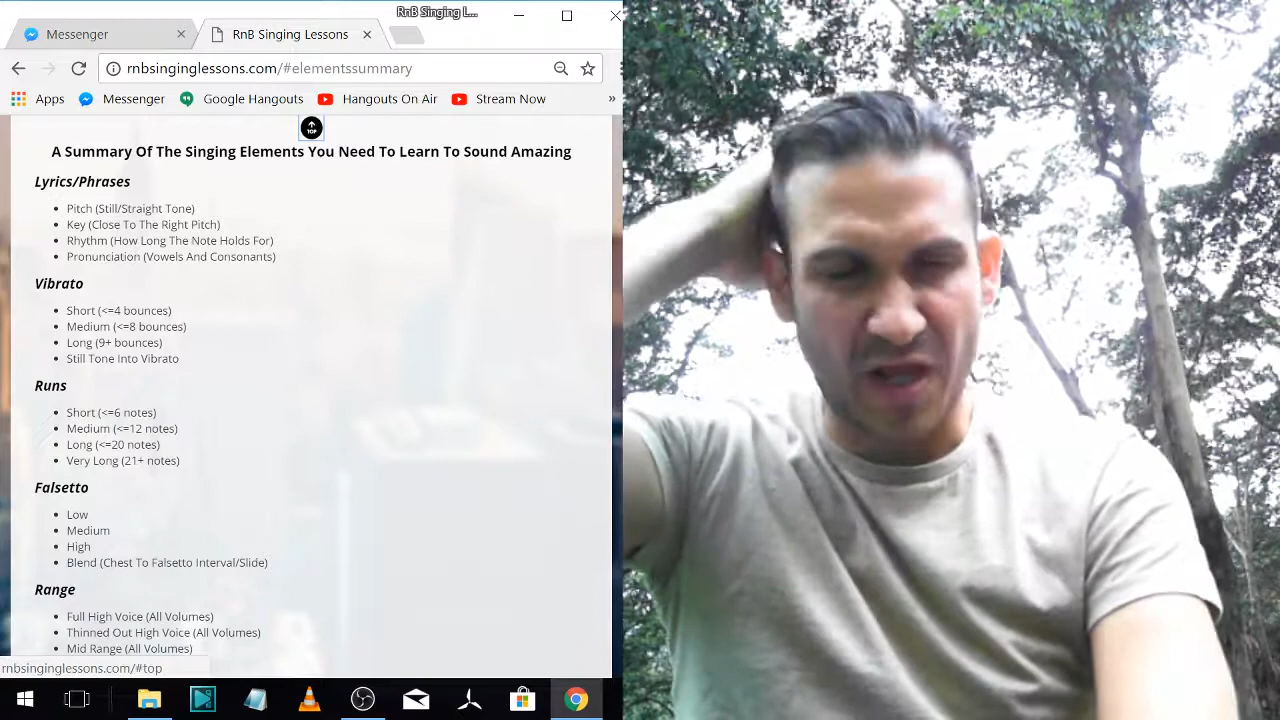 RnB Singing L...
Messenger
RnB Singing Lessons
rnbsinginglessons.com/#elementssummary
Apps
Messenger
Google Hangouts
Hangouts On Air
Stream Now
»
TOP
A Summary Of The Singing Elements You Need To Learn To Sound Amazing
Lyrics/Phrases
• Pitch (Still/Straight Tone)
• Key (Close To The Right Pitch)
• Rhythm (How Long The Note Holds For)
• Pronunciation (Vowels And Consonants)
Vibrato
• Short (<=4 bounces)
• Medium (<=8 bounces)
• Long (9+ bounces)
• Still Tone Into Vibrato
Runs
• Short (<=6 notes)
• Medium (<=12 notes)
• Long (<=20 notes)
• Very Long (21+ notes)
Falsetto
• Low
• Medium
• High
• Blend (Chest To Falsetto Interval/Slide)
Range
• Full High Voice (All Volumes)
• Thinned Out High Voice (All Volumes)
• Mid Range (All Volumes)
rnbsinginglessons.com/#top